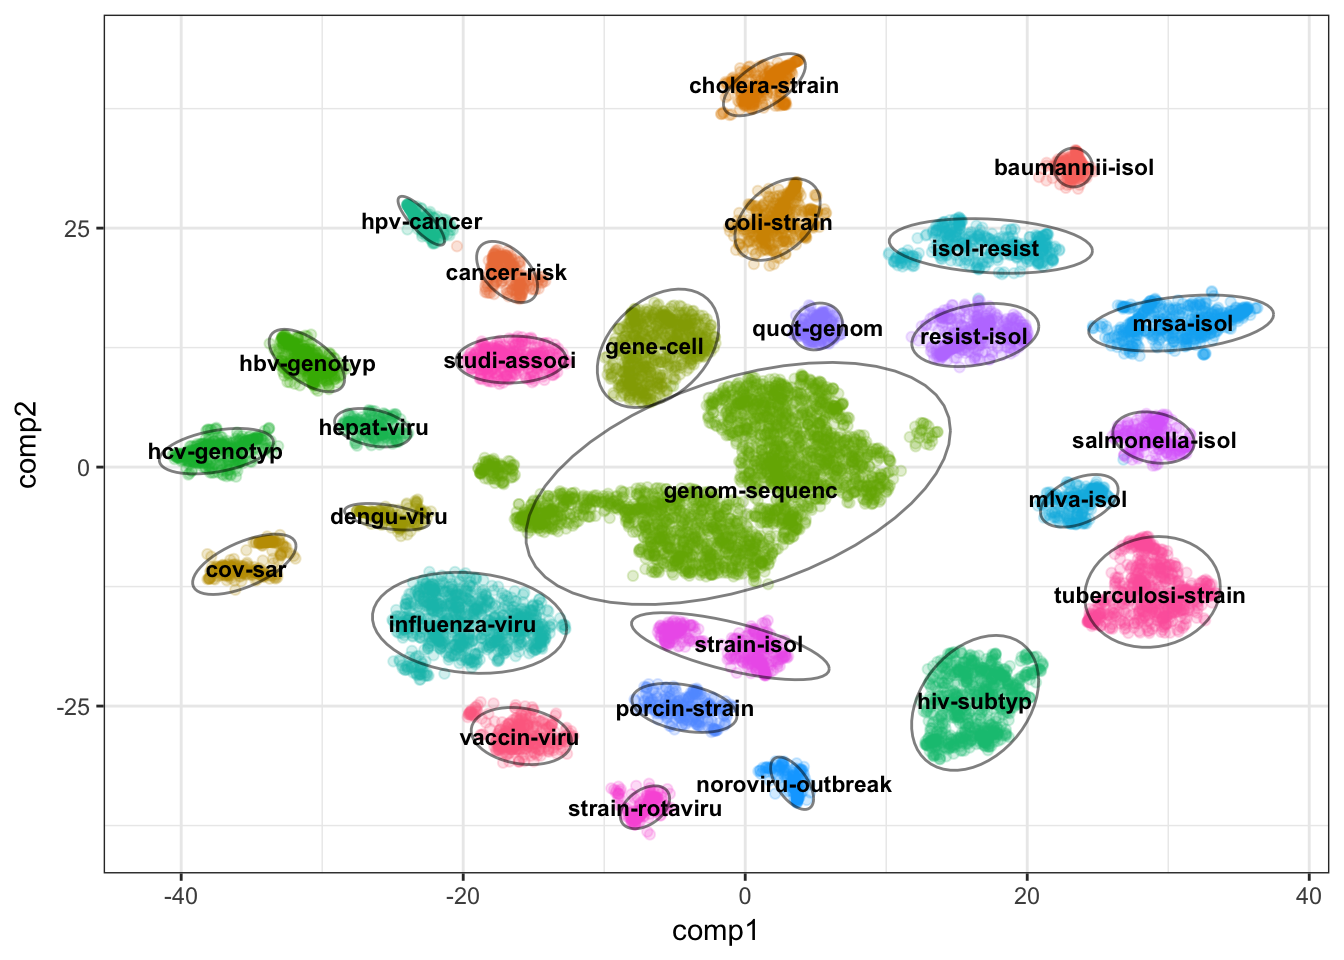 cholera-strain
baumannii-isol
hpv-cancer
coli-strain
isol-resist
cancer-risk
quot-genom
resist-isol
mrsa-isol
gene-cell
studi-associ
hbv-genotyp
hepat-viru
hcv-genotyp
salmonella-isol
genom-sequenc
mlva-isol
dengu-viru
cov-sar
tuberculosi-strain
influenza-viru
strain-isol
hiv-subtyp
porcin-strain
vaccin-viru
noroviru-outbreak
strain-rotaviru
25
0
-25
comp2
-40
-20
0
20
40
comp1